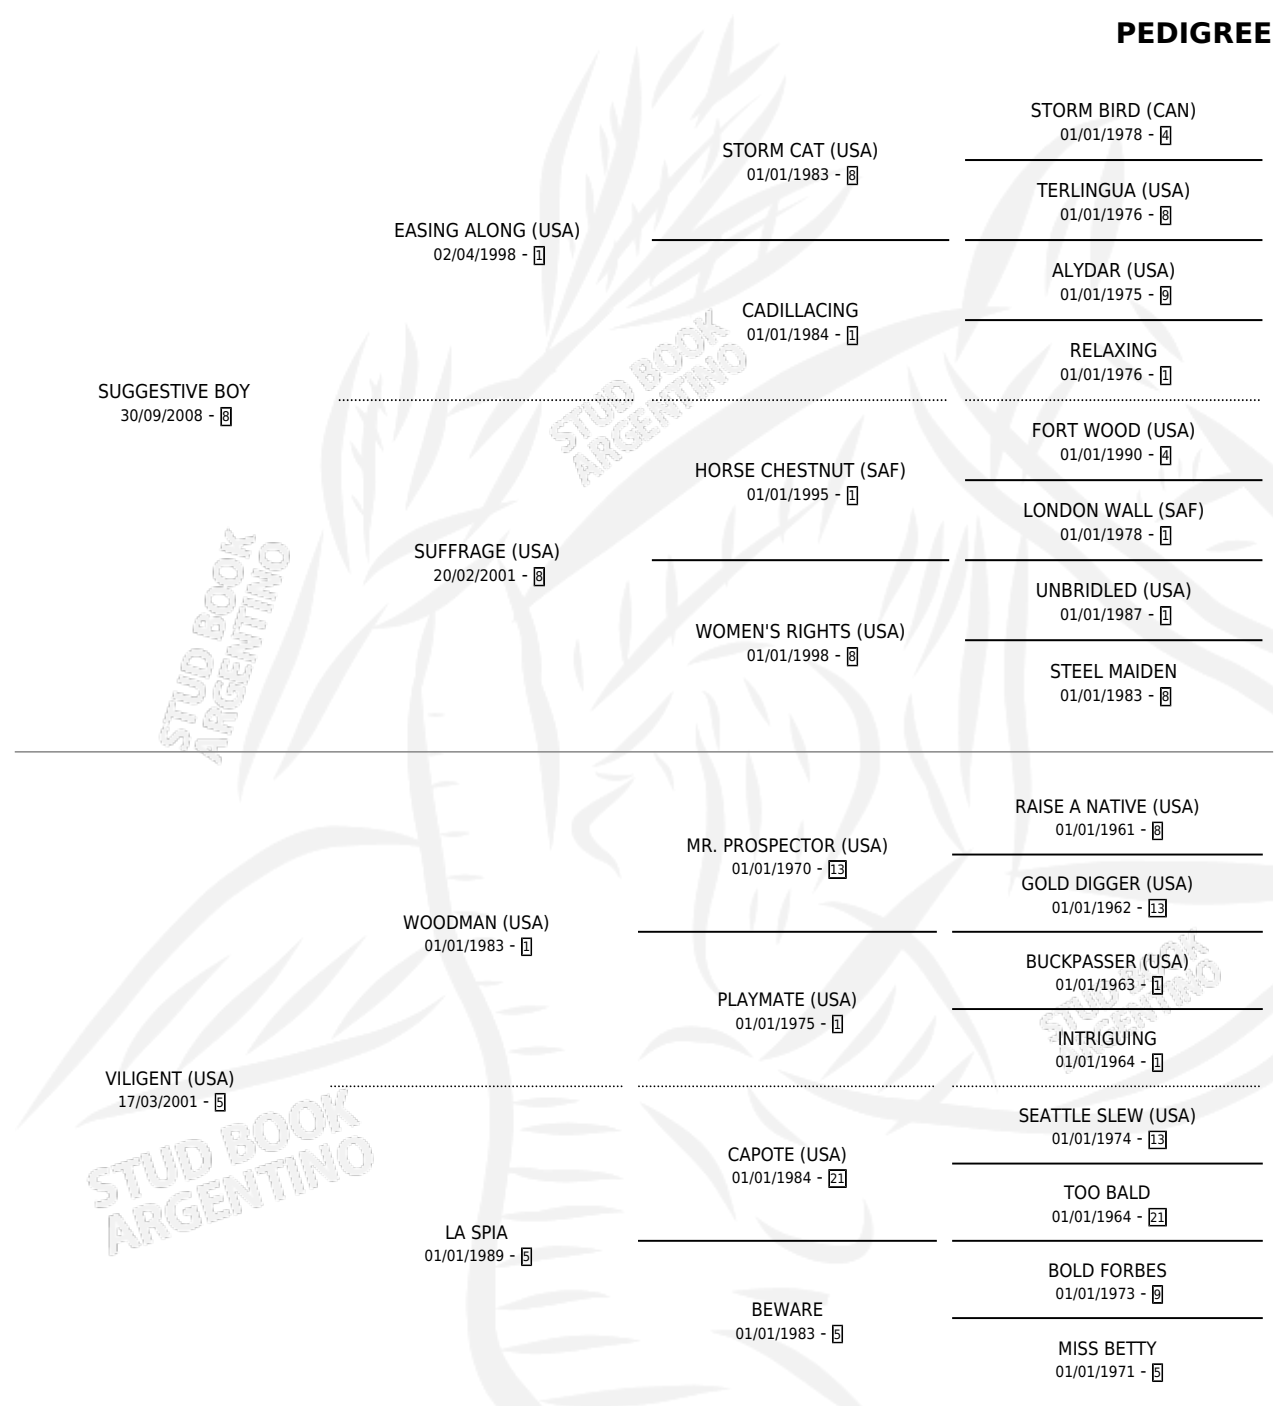 PEDIGREE
STORM BIRD (CAN)
01/01/1978 - 4
STORM CAT (USA)
01/01/1983 - 8
TERLINGUA (USA)
01/01/1976 - 8
EASING ALONG (USA)
02/04/1998 - 1
ALYDAR (USA)
01/01/1975 - 9
CADILLACING
01/01/1984 - 1
RELAXING
01/01/1976 - 1
SUGGESTIVE BOY
30/09/2008 - 8
STUD BOOK
ARGENTINO
FORT WOOD (USA)
01/01/1990 - 4
HORSE CHESTNUT (SAF)
01/01/1995 - 1
LONDON WALL (SAF)
01/01/1978 - 1
SUFFRAGE (USA)
20/02/2001 - 8
UNBRIDLED (USA)
01/01/1987 - 1
WOMEN'S RIGHTS (USA)
01/01/1998 - 8
STEEL MAIDEN
01/01/1983 - 8
STUD BOOK
ARGENTINO
RAISE A NATIVE (USA)
01/01/1961 - 8
MR. PROSPECTOR (USA)
01/01/1970 - 13
GOLD DIGGER (USA)
01/01/1962 - 13
WOODMAN (USA)
01/01/1983 - 1
BUCKPASSER (USA)
01/01/1963 - 1
PLAYMATE (USA)
01/01/1975 - 1
INTRIGUING
01/01/1964 - 1
STUD BOOK
ARGENTINO
VILIGENT (USA)
17/03/2001 - 5
SEATTLE SLEW (USA)
01/01/1974 - 13
CAPOTE (USA)
01/01/1984 - 21
TOO BALD
01/01/1964 - 21
STUD BOOK
ARGENTINO
LA SPIA
01/01/1989 - 5
BOLD FORBES
01/01/1973 - 9
BEWARE
01/01/1983 - 5
MISS BETTY
01/01/1971 - 5